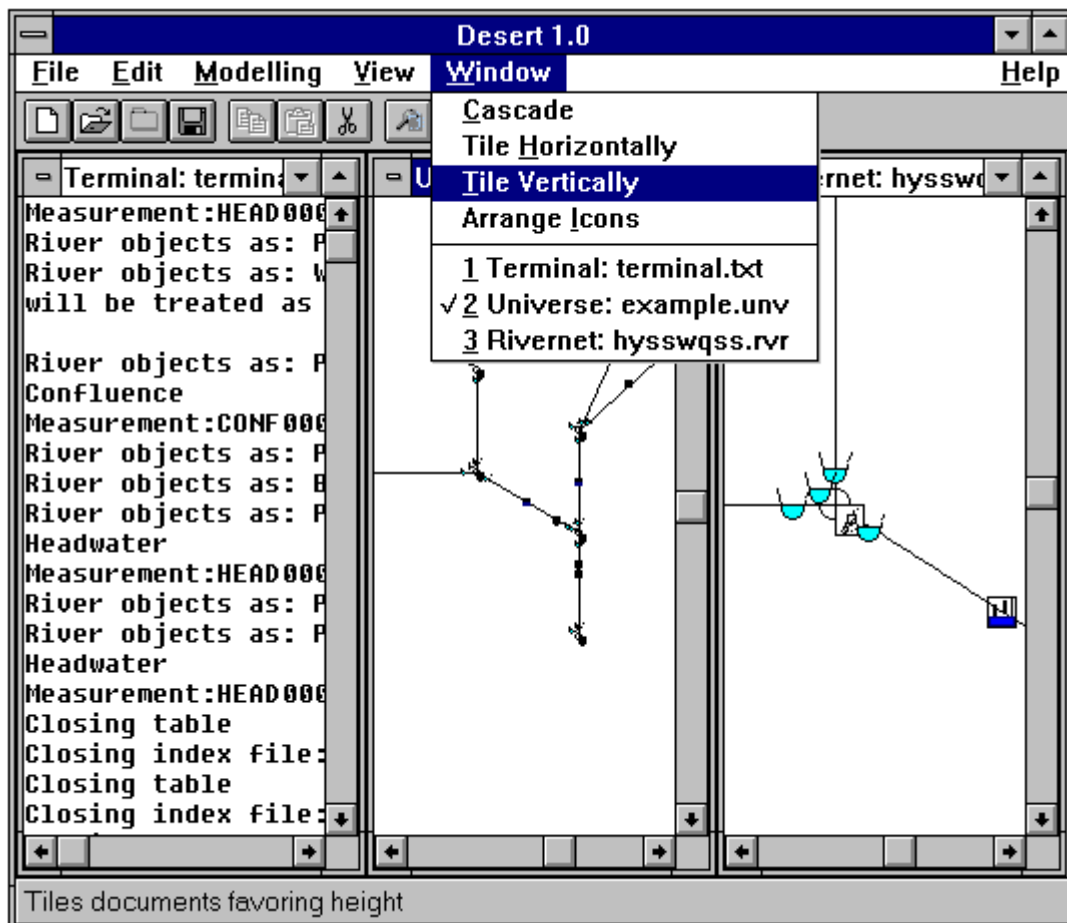 Desert 1.0
File Edit Modelling View Window Help
Cascade
Tile Horizontally
Tile Vertically
Arrange Icons
1 Terminal: terminal.txt
✓2 Universe: example.unv
3 Rivernet: hysswqss.rvr
Terminal: termina
Measurement:HEAD000
River objects as: P
River objects as: W
will be treated as
River objects as: P
Confluence
Measurement:CONF000
River objects as: P
River objects as: B
River objects as: P
Headwater
Measurement:HEAD000
River objects as: P
River objects as: P
Headwater
Measurement:HEAD000
Closing table
Closing index file:
Closing table
Closing index file:
U
rnet: hysswq
Tiles documents favoring height